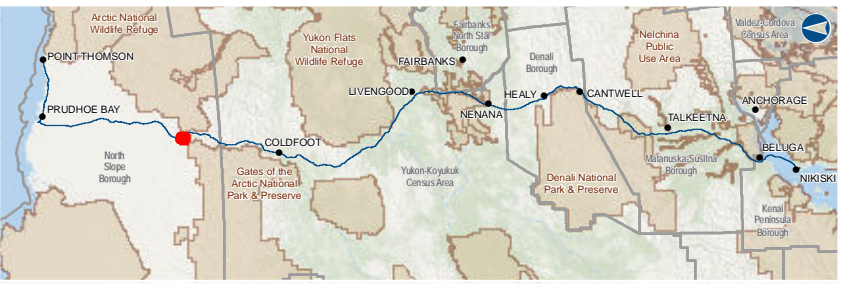 Arctic National
Wildlife Refuge
POINT THOMSON
PRUDHOE BAY
North
Slope
Borough
COLDFOOT
Gates of the
Arctic National
Park & Preserve
Yukon Flats
National
Wildlife Refuge
LIVENGOOD
Fairbanks
North Star
Borough
FAIRBANKS
NENANA
Yukon-Koyukuk
Census Area
Denali
Borough
HEALY
CANTWELL
Denali National
Park & Preserve
Nelchina
Public
Use Area
TALKEETNA
Matanuska-Susitna
Borough
Valdez-Cordova
Census Area
ANCHORAGE
BELUGA
NIKISKI
Kenai
Peninsula
Borough